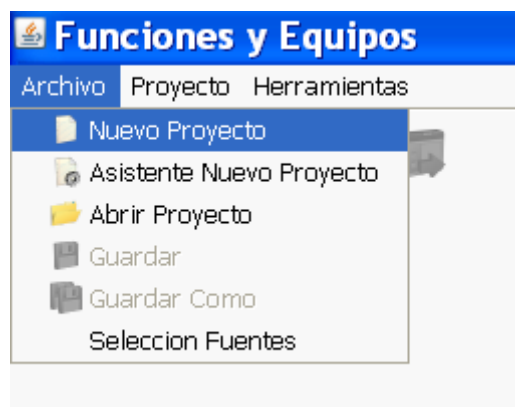 Funciones y Equipos
Archivo Proyecto Herramientas
Nuevo Proyecto
Asistente Nuevo Proyecto
Abrir Proyecto
Guardar
Guardar Como
Seleccion Fuentes